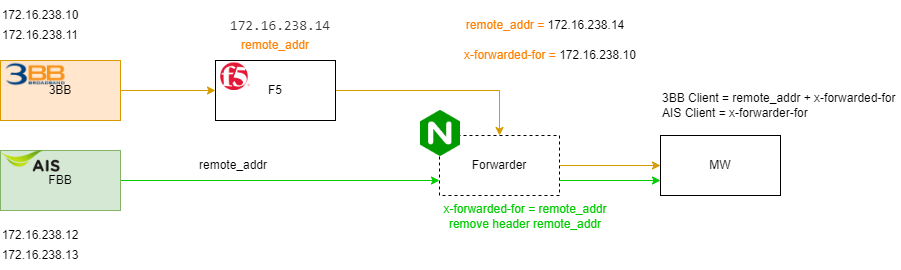 172.16.238.10
172.16.238.11
172.16.238.14
remote_addr
remote_addr = 172.16.238.14
x-forwarded-for = 172.16.238.10
3BB
BROADBAND
3BB
f5
F5
3BB Client = remote_addr + x-forwarded-for
AIS Client = x-forwarder-for
N
AIS
FBB
remote_addr
Forwarder
MW
x-forwarded-for = remote_addr
remove header remote_addr
172.16.238.12
172.16.238.13